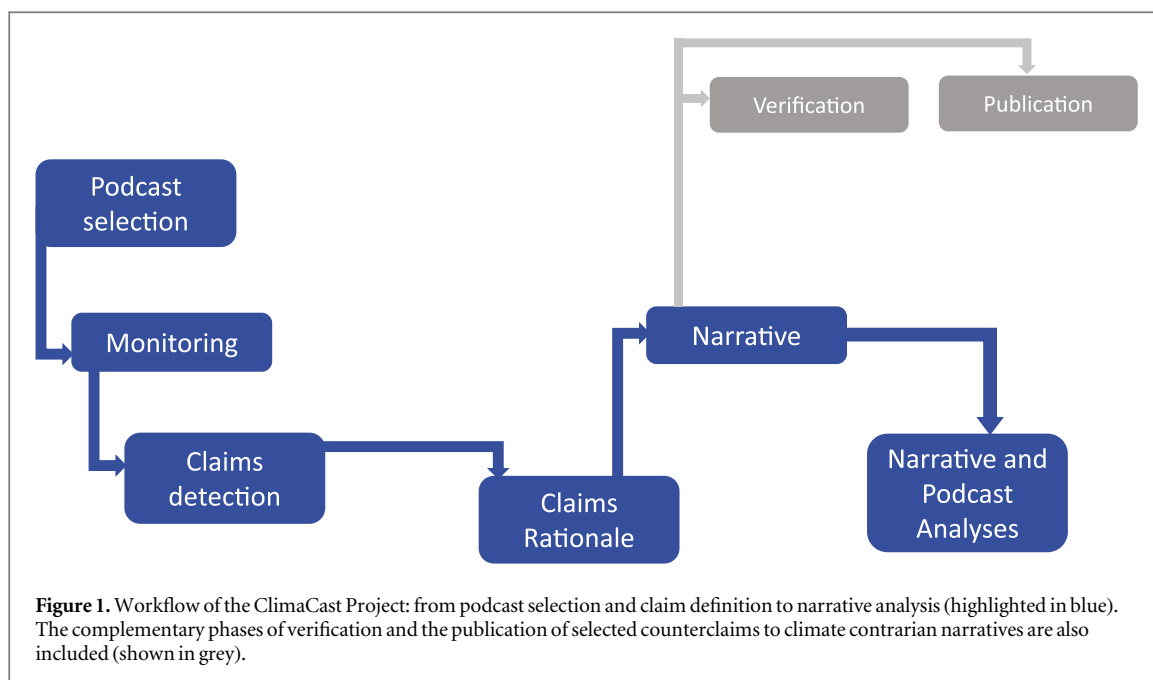 Verification
Publication
Podcast
selection
Monitoring
Narrative
Claims
detection
Claims
Rationale
Narrative and
Podcast
Analyses
Figure 1. Workflow of the ClimaCast Project: from podcast selection and claim definition to narrative analysis (highlighted in blue).
The complementary phases of verification and the publication of selected counterclaims to climate contrarian narratives are also
included (shown in grey).